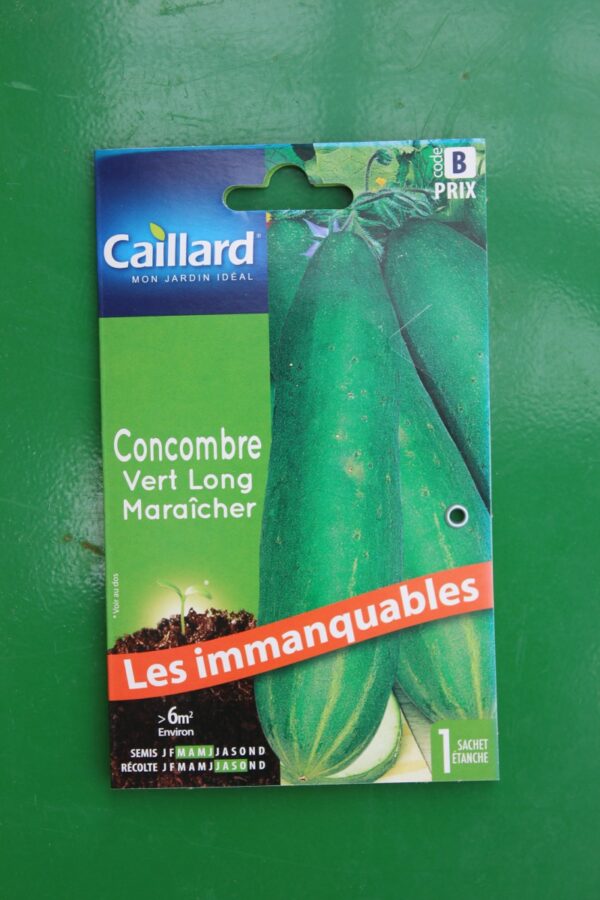 code B
PRIX
Caillard®
MON JARDIN IDÉAL
Concombre
Vert Long
Maraîcher
* Voir au dos
*
Les immanquables
>6m²
Environ
SEMIS J F M A M J J A S O N D
RÉCOLTE J F M A M J J A S O N D
1 SACHET
ÉTANCHE